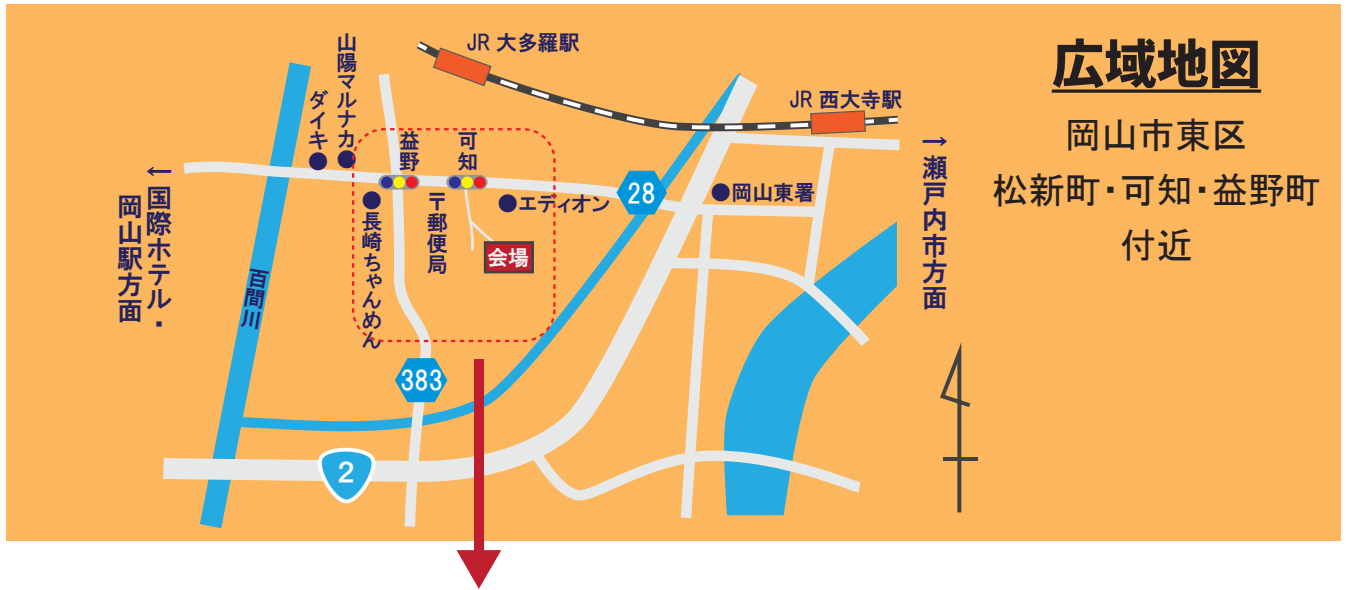 広域地図
岡山市東区
松新町・可知・益野町
付近
JR 大多羅駅
JR 西大寺駅
山陽マルナカ
ダイキ
益野
可知
←国際ホテル・
岡山駅方面
→瀬戸内市方面
28
岡山東署
エディオン
〒郵便局
長崎ちゃんめん
会場
百間川
383
2